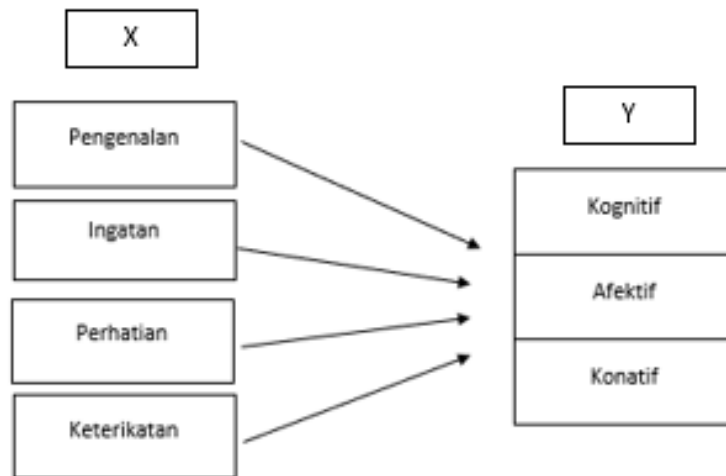 X
Pengenalan
Ingatan
Perhatian
Keterikatan
Y
Kognitif
Afektif
Konatif